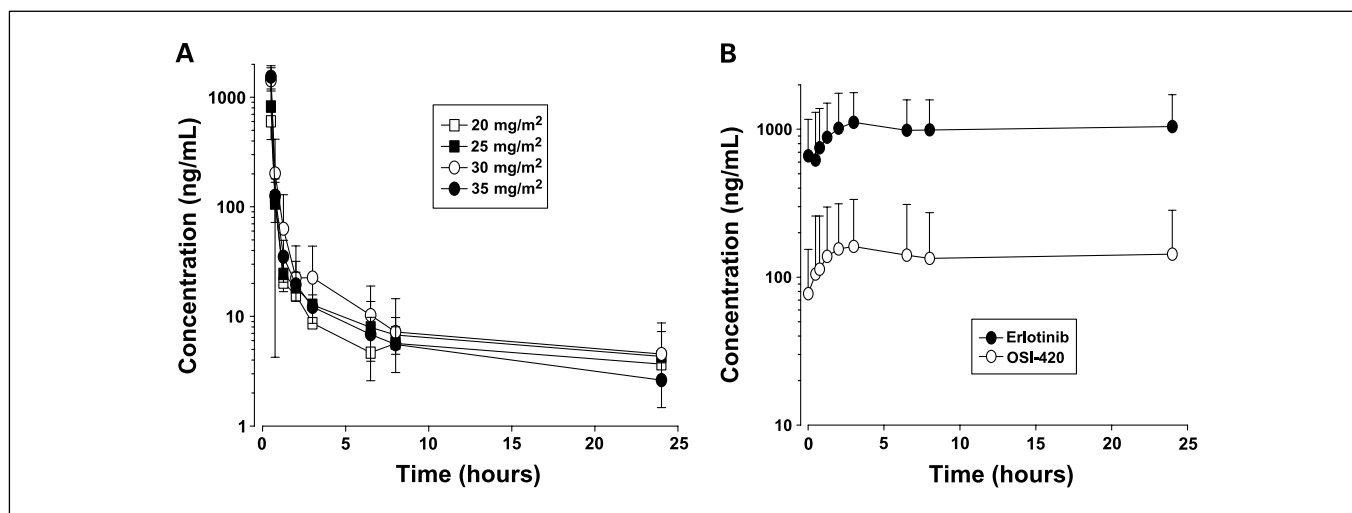 A
Concentration (ng/mL)
1000
100
10
1
20 mg/m²
25 mg/m²
30 mg/m²
35 mg/m²
0 5 10 15 20 25
Time (hours)
B
Concentration (ng/mL)
1000
100
10
Erlotinib
OSI-420
0 5 10 15 20 25
Time (hours)